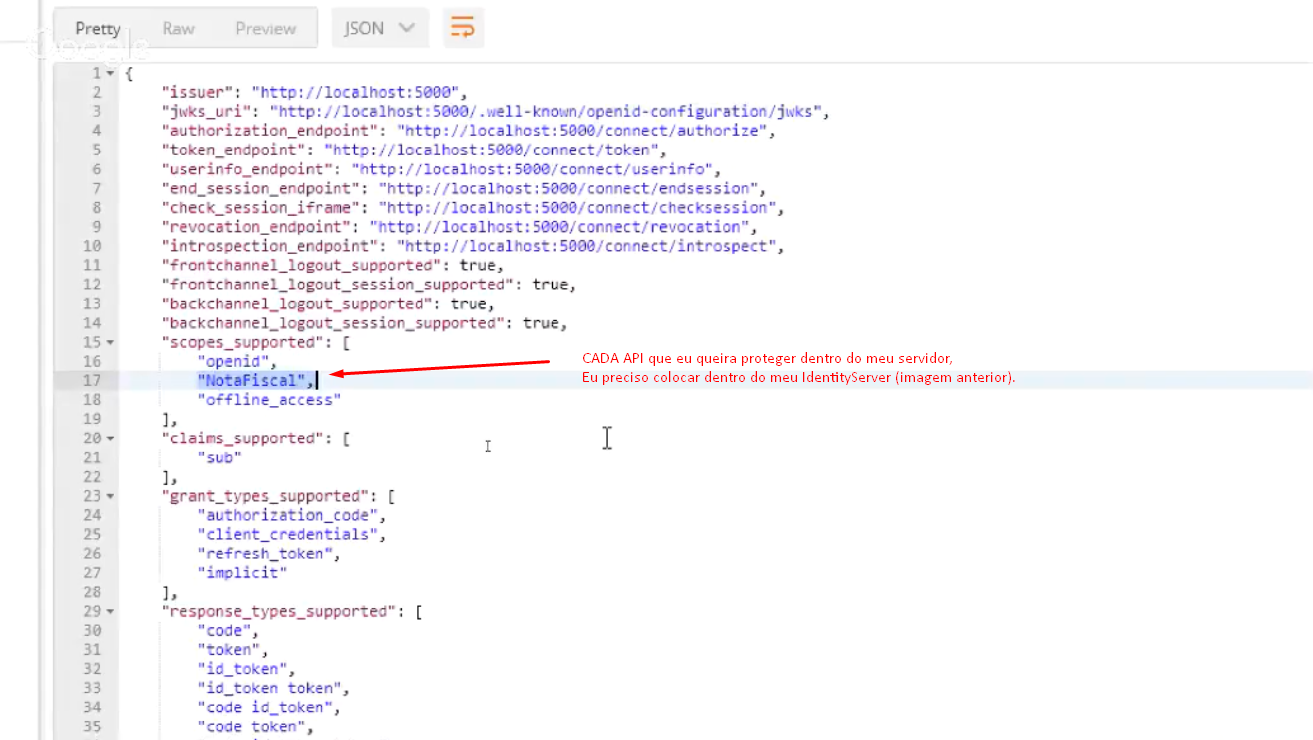 Pretty Raw Preview JSON
Google
1 {
2 "issuer": "http://localhost:5000",
3 "jwks_uri": "http://localhost:5000/.well-known/openid-configuration/jwks",
4 "authorization_endpoint": "http://localhost:5000/connect/authorize",
5 "token_endpoint": "http://localhost:5000/connect/token",
6 "userinfo_endpoint": "http://localhost:5000/connect/userinfo",
7 "end_session_endpoint": "http://localhost:5000/connect/endsession",
8 "check_session_iframe": "http://localhost:5000/connect/checksession",
9 "revocation_endpoint": "http://localhost:5000/connect/revocation",
10 "introspection_endpoint": "http://localhost:5000/connect/introspect",
11 "frontchannel_logout_supported": true,
12 "frontchannel_logout_session_supported": true,
13 "backchannel_logout_supported": true,
14 "backchannel_logout_session_supported": true,
15 "scopes_supported": [
16 "openid",
CADA API que eu queira proteger dentro do meu servidor,
17 "NotaFiscal",
Eu preciso colocar dentro do meu IdentityServer (imagem anterior).
18 "offline_access"
19 ],
20 "claims_supported": [
21 "sub"
22 ],
23 "grant_types_supported": [
24 "authorization_code",
25 "client_credentials",
26 "refresh_token",
27 "implicit"
28 ],
29 "response_types_supported": [
30 "code",
31 "token",
32 "id_token",
33 "id_token token",
34 "code id_token",
35 "code token",